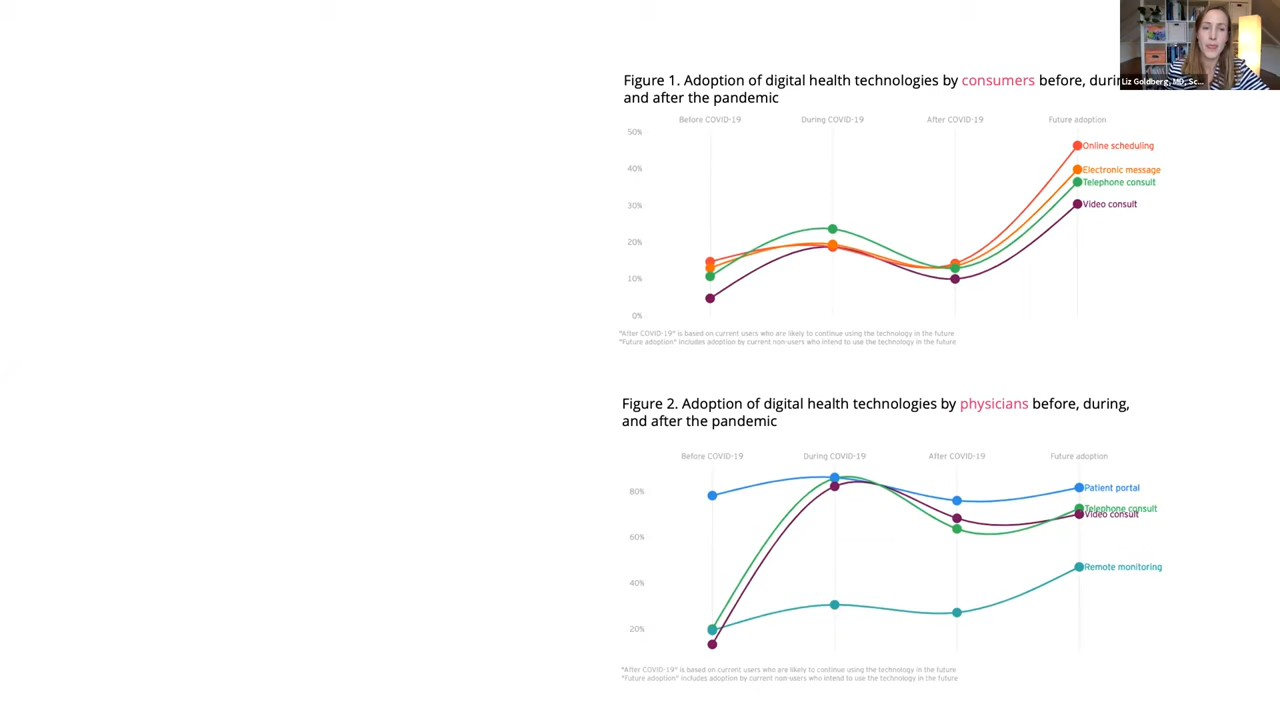 Liz Goldberg, MD, Sc...
Figure 1. Adoption of digital health technologies by consumers before, durin
and after the pandemic
Before COVID-19 During COVID-19 After COVID-19 Future adoption
50%
40%
30%
20%
10%
0%
Online scheduling
Electronic message
Telephone consult
Video consult
"After COVID-19" is based on current users who are likely to continue using the technology in the future
"Future adoption" includes adoption by current non-users who intend to use the technology in the future
Figure 2. Adoption of digital health technologies by physicians before, during,
and after the pandemic
Before COVID-19 During COVID-19 After COVID-19 Future adoption
80%
60%
40%
20%
Patient portal
Telephone consult
Video consult
Remote monitoring
"After COVID-19" is based on current users who are likely to continue using the technology in the future
"Future adoption" includes adoption by current non-users who intend to use the technology in the future